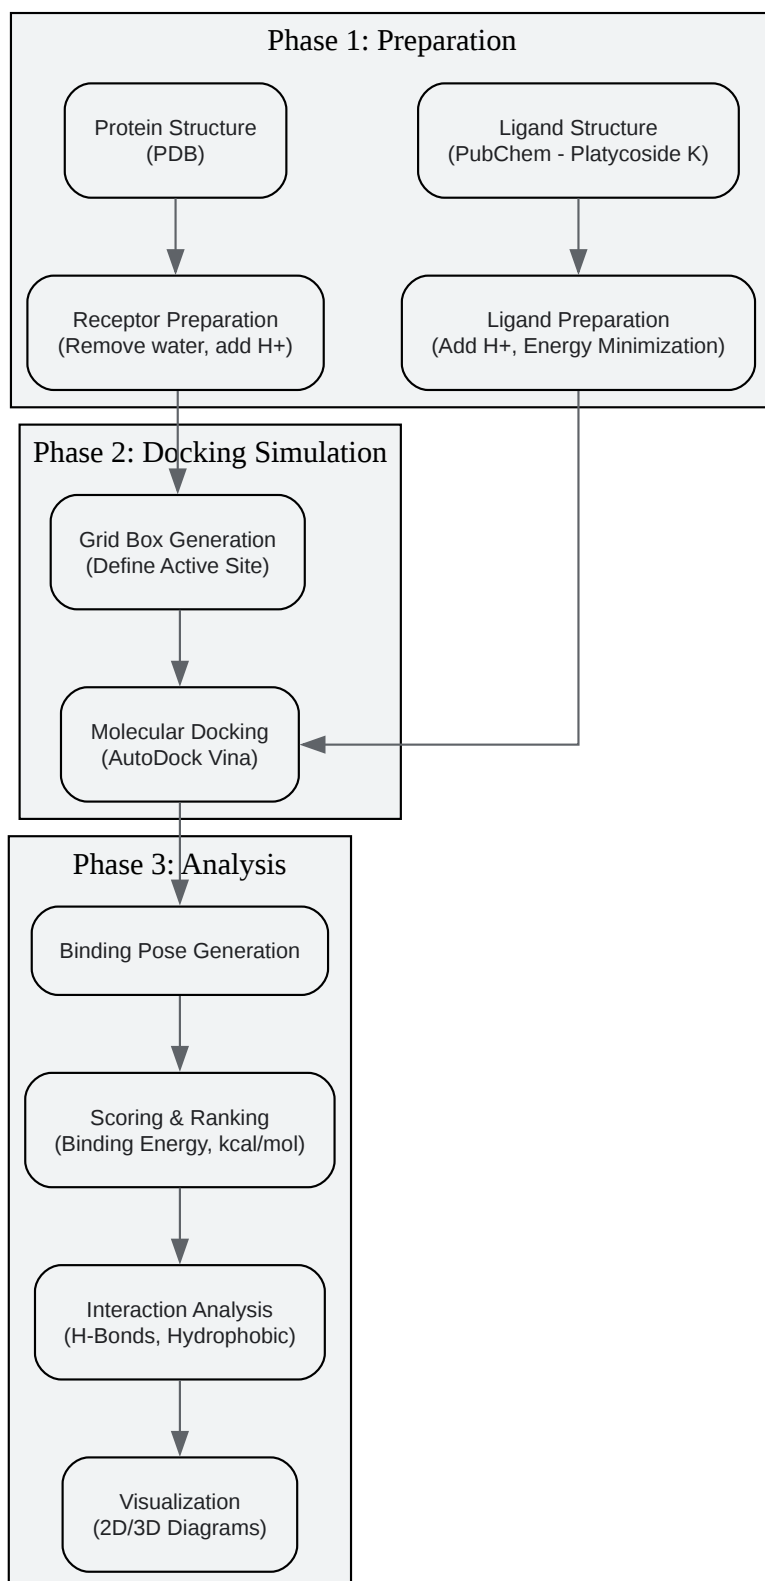 Phase 1: Preparation
Protein Structure
(PDB)
Ligand Structure
(PubChem - Platycoside K)
Receptor Preparation
(Remove water, add H+)
Ligand Preparation
(Add H+, Energy Minimization)
Phase 2: Docking Simulation
Grid Box Generation
(Define Active Site)
Molecular Docking
(AutoDock Vina)
Phase 3: Analysis
Binding Pose Generation
Scoring & Ranking
(Binding Energy, kcal/mol)
Interaction Analysis
(H-Bonds, Hydrophobic)
Visualization
(2D/3D Diagrams)